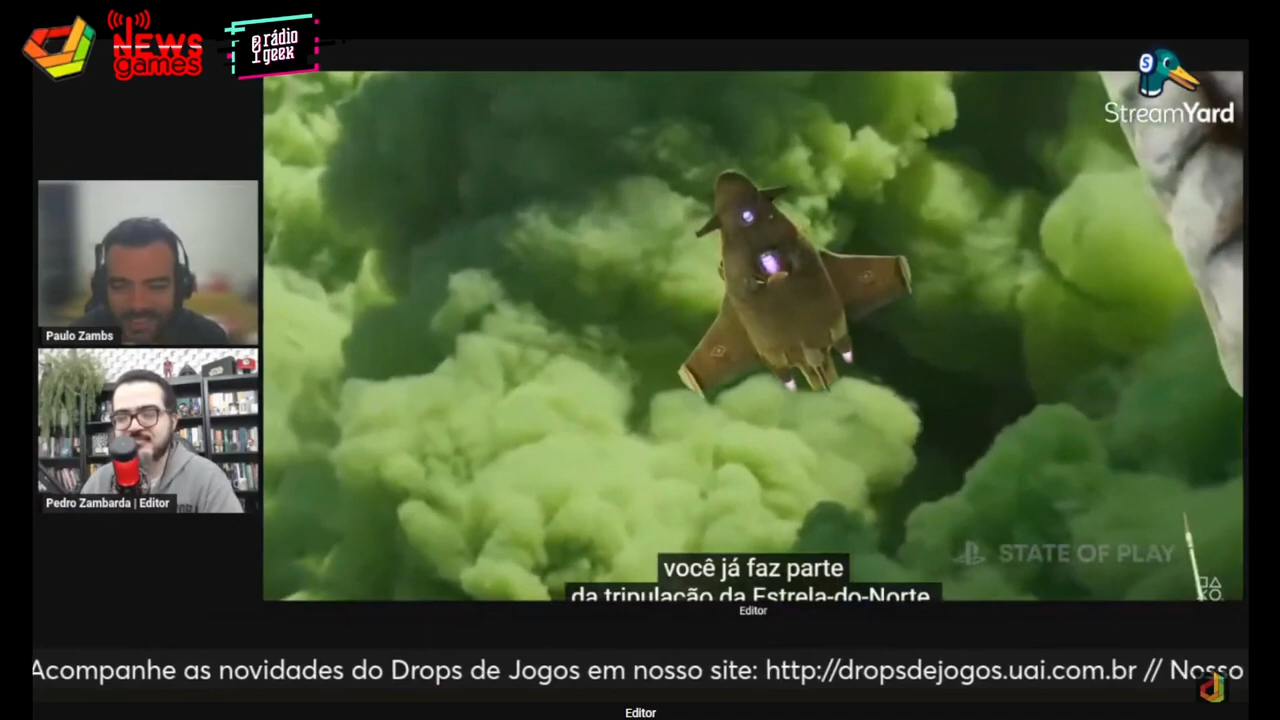 NEWS
games
rádio
geek
StreamYard
Paulo Zambs
Pedro Zambarda | Editor
STATE OF PLAY
você já faz parte
da tripulação da Estrela-do-Norte
Editor
Acompanhe as novidades do Drops de Jogos em nosso site: http://dropsdejogos.uai.com.br // Nosso
Editor